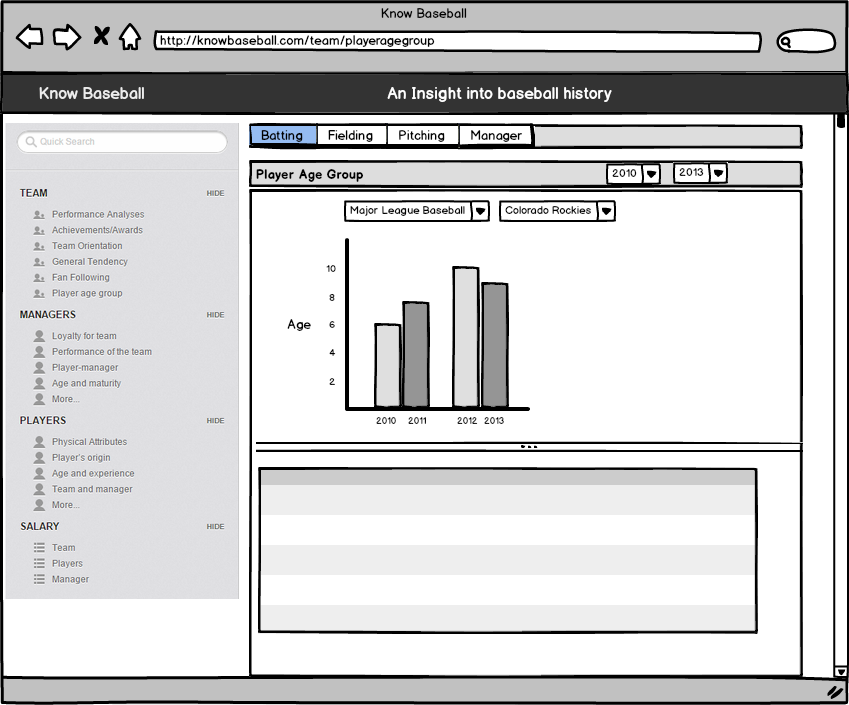 Know Baseball
http://knowbaseball.com/team/playeragegroup
Know Baseball
An Insight into baseball history
Quick Search
TEAM HIDE
Performance Analyses
Achievements/Awards
Team Orientation
General Tendency
Fan Following
Player age group
MANAGERS HIDE
Loyalty for team
Performance of the team
Player-manager
Age and maturity
More...
PLAYERS HIDE
Physical Attributes
Player's origin
Age and experience
Team and manager
More...
SALARY HIDE
Team
Players
Manager
Batting Fielding Pitching Manager
Player Age Group 2010 2013
Major League Baseball Colorado Rockies
10
8
Age 6
4
2
2010 2011 2012 2013